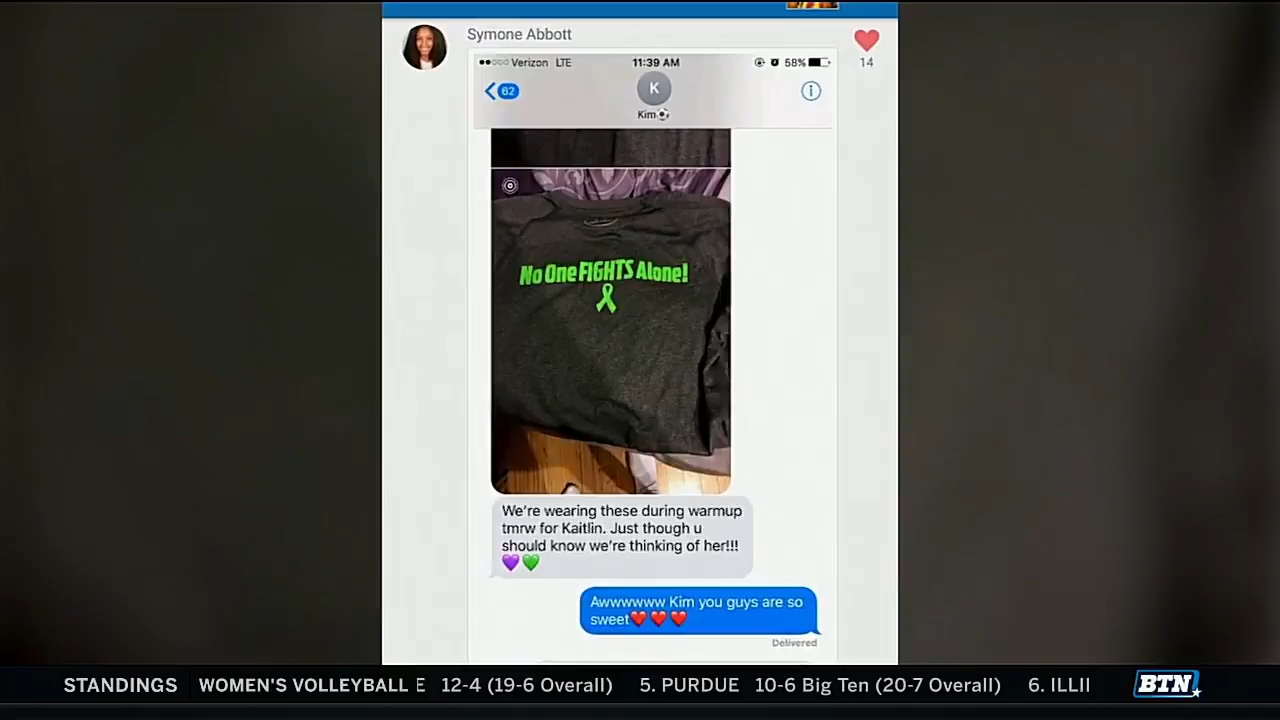 Symone Abbott
Verizon LTE
11:39 AM
58%
14
62
K
Kim
No One FIGHTS Alone!
We're wearing these during warmup
tmrw for Kaitlin. Just though u
should know we're thinking of her!!!
💜💚
Awwwwww Kim you guys are so
sweet❤️❤️❤️
Delivered
STANDINGS WOMEN'S VOLLEYBALL E 12-4 (19-6 Overall) 5. PURDUE 10-6 Big Ten (20-7 Overall) 6. ILLI
BTN